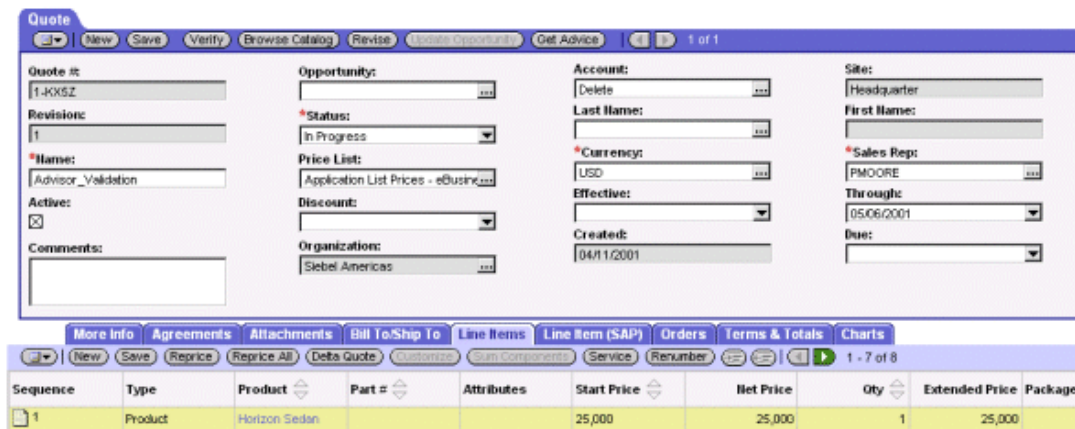 Quote
New Save Verify Browse Catalog Revise Update Opportunity Get Advice 1 of 1
Quote #: Opportunity: Account: Site:
1-KXSZ Delete Headquarter
Revision: *Status: Last Name: First Name:
1 In Progress
*Name: Price List: *Currency: *Sales Rep:
Advisor_Validation Application List Prices - eBusine USD PMOORE
Active: Discount: Effective: Through:
05/06/2001
Comments: Organization: Created: Due:
Siebel Americas 04/11/2001
More Info Agreements Attachments Bill To/Ship To Line Items Line Item (SAP) Orders Terms & Totals Charts
New Save Reprice Reprice All Delta Quote Customize Sum Components Service Renumber 1 - 7 of 8
Sequence Type Product Part # Attributes Start Price Net Price Qty Extended Price Package
1 Product Horizon Sedan 25,000 25,000 1 25,000